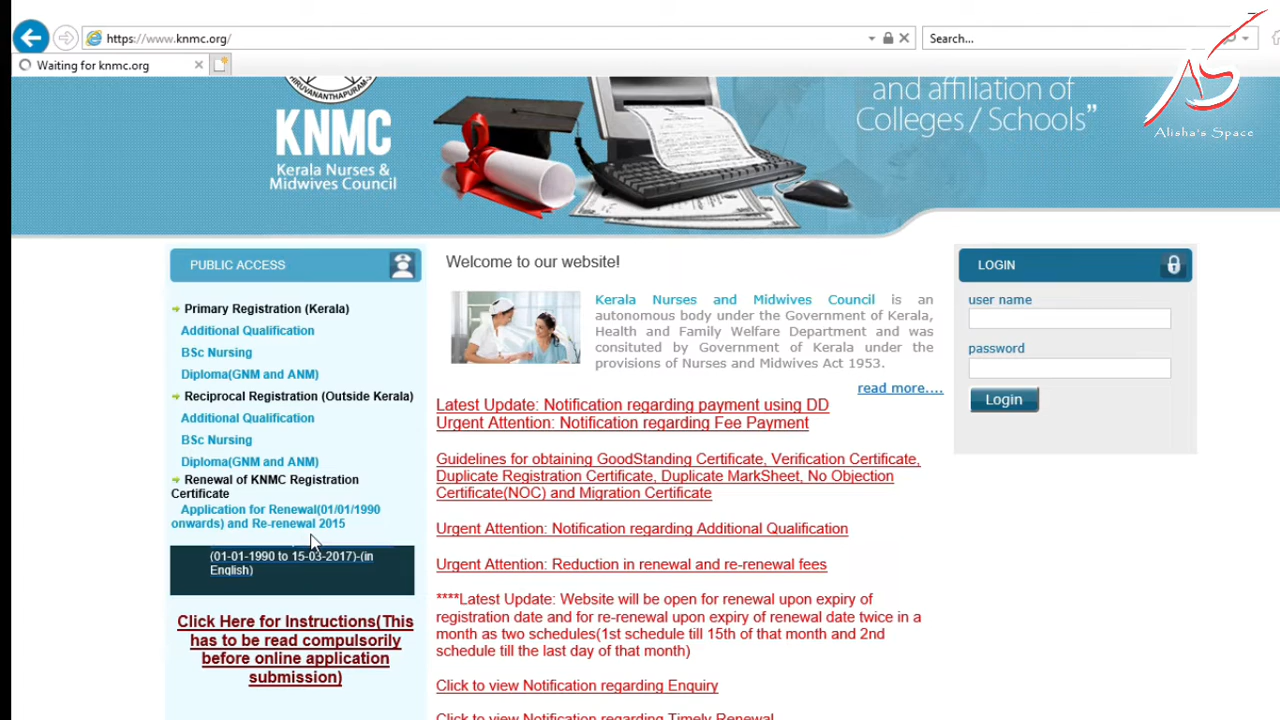 https://www.knmc.org/
Search...
Waiting for knmc.org
Alisha's Space
and affiliation of
Colleges / Schools”
KNMC
Kerala Nurses &
Midwives Council
PUBLIC ACCESS
Primary Registration (Kerala)
Additional Qualification
BSc Nursing
Diploma(GNM and ANM)
Reciprocal Registration (Outside Kerala)
Additional Qualification
BSc Nursing
Diploma(GNM and ANM)
Renewal of KNMC Registration
Certificate
Application for Renewal(01/01/1990
onwards) and Re-renewal 2015
(01-01-1990 to 15-03-2017)-(in
English)
Click Here for Instructions(This
has to be read compulsorily
before online application
submission)
Welcome to our website!
Kerala Nurses and Midwives Council is an
autonomous body under the Government of Kerala,
Health and Family Welfare Department and was
consituted by Government of Kerala under the
provisions of Nurses and Midwives Act 1953.
read more....
Latest Update: Notification regarding payment using DD
Urgent Attention: Notification regarding Fee Payment
Guidelines for obtaining GoodStanding Certificate, Verification Certificate,
Duplicate Registration Certificate, Duplicate MarkSheet, No Objection
Certificate(NOC) and Migration Certificate
Urgent Attention: Notification regarding Additional Qualification
Urgent Attention: Reduction in renewal and re-renewal fees
****Latest Update: Website will be open for renewal upon expiry of
registration date and for re-renewal upon expiry of renewal date twice in a
month as two schedules(1st schedule till 15th of that month and 2nd
schedule till the last day of that month)
Click to view Notification regarding Enquiry
Click to view Notification regarding Timely Renewal
LOGIN
user name
password
Login